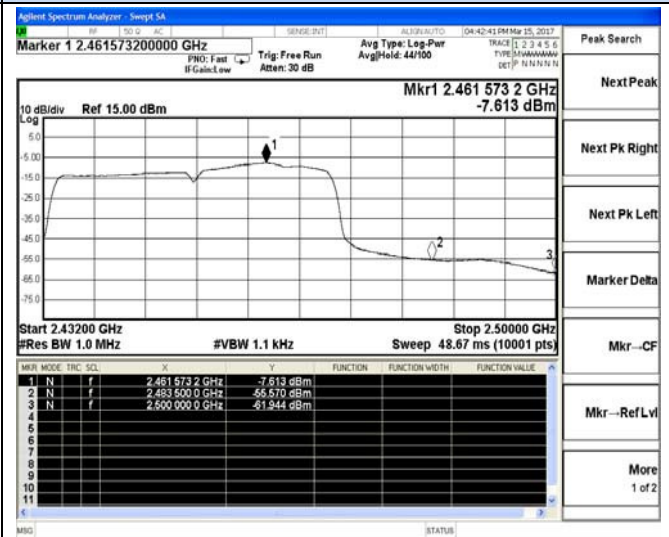 Agilent Spectrum Analyzer - Swept SA
RF 50 Ω AC SENSE:INT ALIGNAUTO 04:42:41 PM Mar 15, 2017
Marker 1 2.461573200000 GHz
PNO: Fast
IFGain:Low
Trig: Free Run
Atten: 30 dB
Avg Type: Log-Pwr
Avg|Hold: 44/100
TRACE 1 2 3 4 5 6
TYPE
DET P N N N N N
Peak Search
Mkr1 2.461 573 2 GHz
-7.613 dBm
10 dB/div Ref 15.00 dBm
Log
5.0
-5.00
-15.0
-25.0
-35.0
-45.0
-55.0
-65.0
-75.0
1
2
3
Start 2.43200 GHz
Stop 2.50000 GHz
#Res BW 1.0 MHz #VBW 1.1 kHz Sweep 48.67 ms (10001 pts)
MKR MODE TRC SCL X Y FUNCTION FUNCTION WIDTH FUNCTION VALUE
1 N f 2.461 573 2 GHz -7.613 dBm
2 N f 2.483 500 0 GHz -55.570 dBm
3 N f 2.500 000 0 GHz -61.944 dBm
4
5
6
7
8
9
10
11
Next Peak
Next Pk Right
Next Pk Left
Marker Delta
Mkr→CF
Mkr→Ref Lvl
More
1 of 2
MSG STATUS